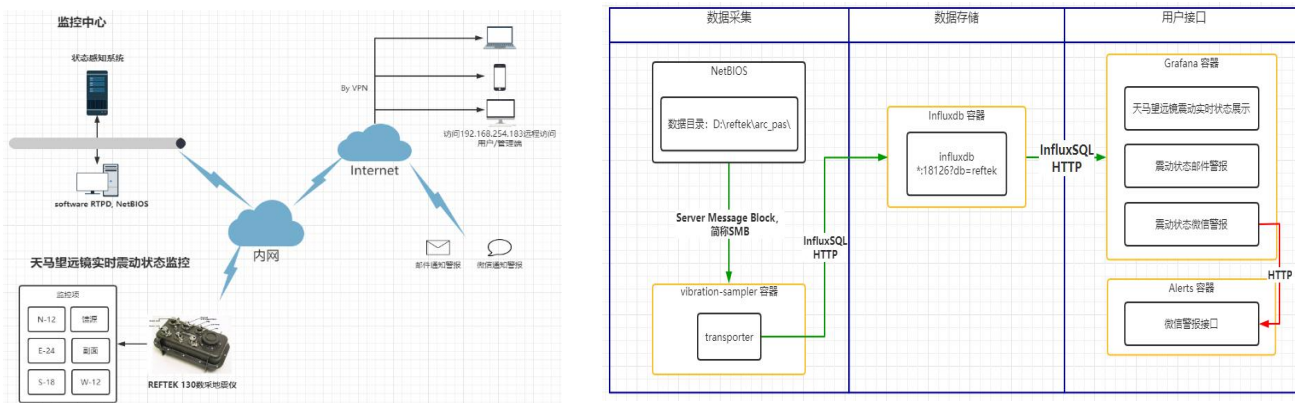 监控中心
状态感知系统
software RTPD, NetBIOS
By VPN
访问192.168.254.183远程访问
用户/管理端
Internet
内网
邮件通知警报
微信通知警报
天马望远镜实时震动状态监控
监控项
N-12
馈源
E-24
副面
S-18
W-12
REFTEK 130数采地震仪
数据采集
数据存储
用户接口
NetBIOS
数据目录：D:\reftek\arc_pas\
Server Message Block,
简称SMB
vibration-sampler 容器
transporter
InfluxSQL
HTTP
Influxdb 容器
influxdb
*:18126?db=reftek
InfluxSQL
HTTP
Grafana 容器
天马望远镜震动实时状态展示
震动状态邮件警报
震动状态微信警报
HTTP
Alerts 容器
微信警报接口